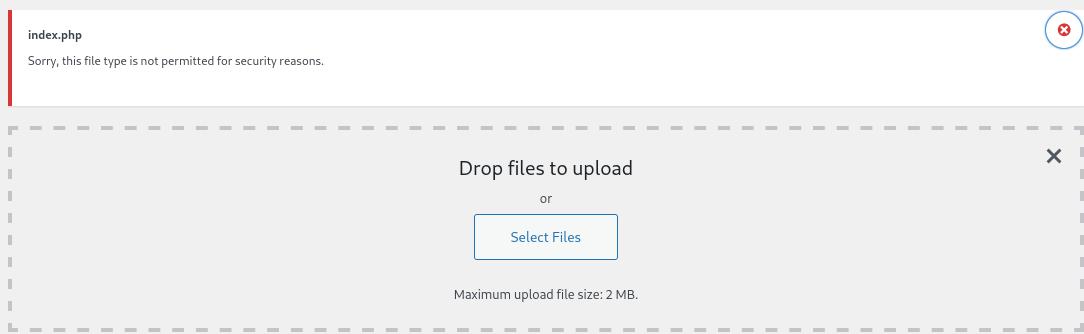 index.php
Sorry, this file type is not permitted for security reasons.
Drop files to upload
or
Select Files
Maximum upload file size: 2 MB.